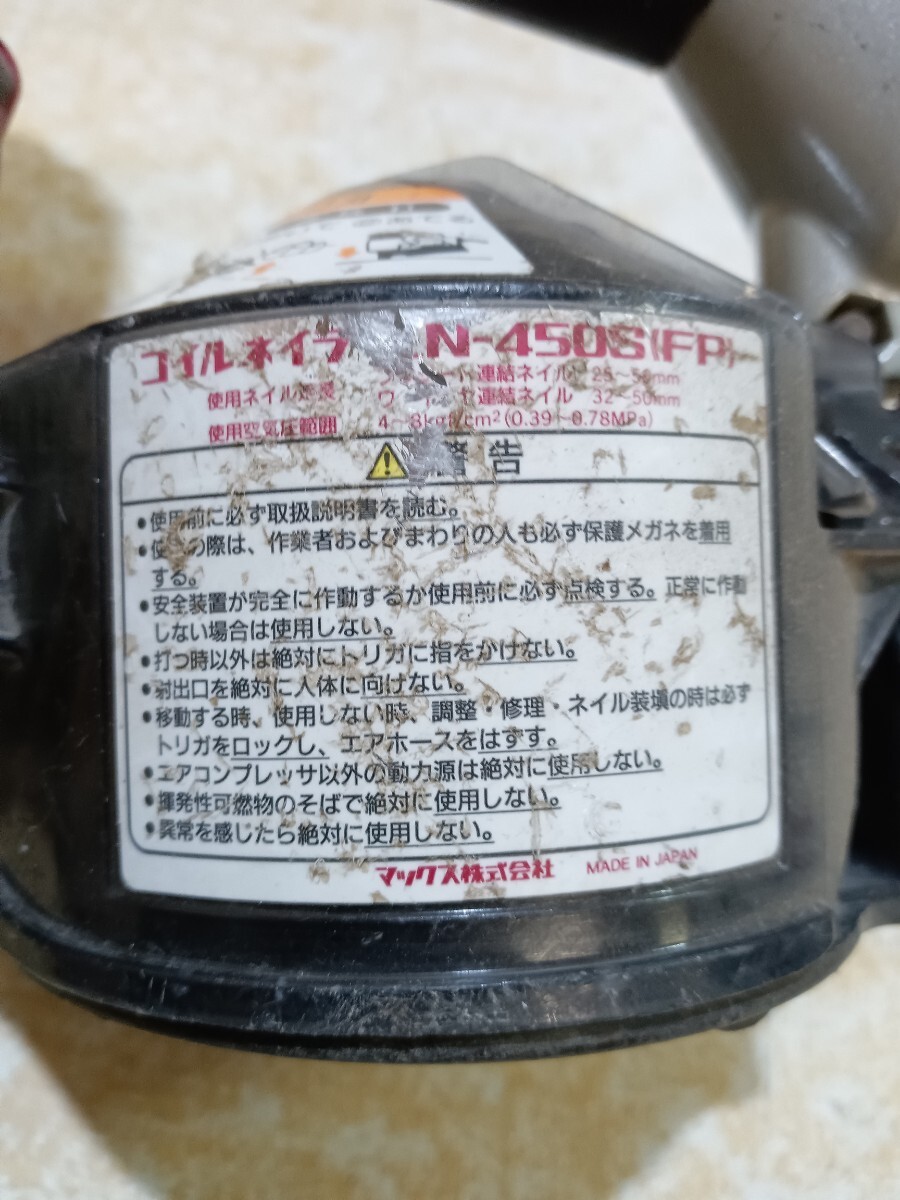 コイルネイラ N-450S(FP)
使用ネイル 連結ネイル 25～50mm
連結ネイル 32～50mm
使用空気圧範囲 4～8kgf/cm²(0.39～0.78MPa)
警告
•使用前に必ず取扱説明書を読む。
•使用の際は、作業者およびまわりの人も必ず保護メガネを着用
する。
•安全装置が完全に作動するか使用前に必ず点検する。正常に作動
しない場合は使用しない。
•打つ時以外は絶対にトリガに指をかけない。
•射出口を絶対に人体に向けない。
•移動する時、使用しない時、調整・修理・ネイル装填の時は必ず
トリガをロックし、エアホースをはずす。
•エアコンプレッサ以外の動力源は絶対に使用しない。
•揮発性可燃物のそばで絶対に使用しない。
•異常を感じたら絶対に使用しない。
マックス株式会社 MADE IN JAPAN